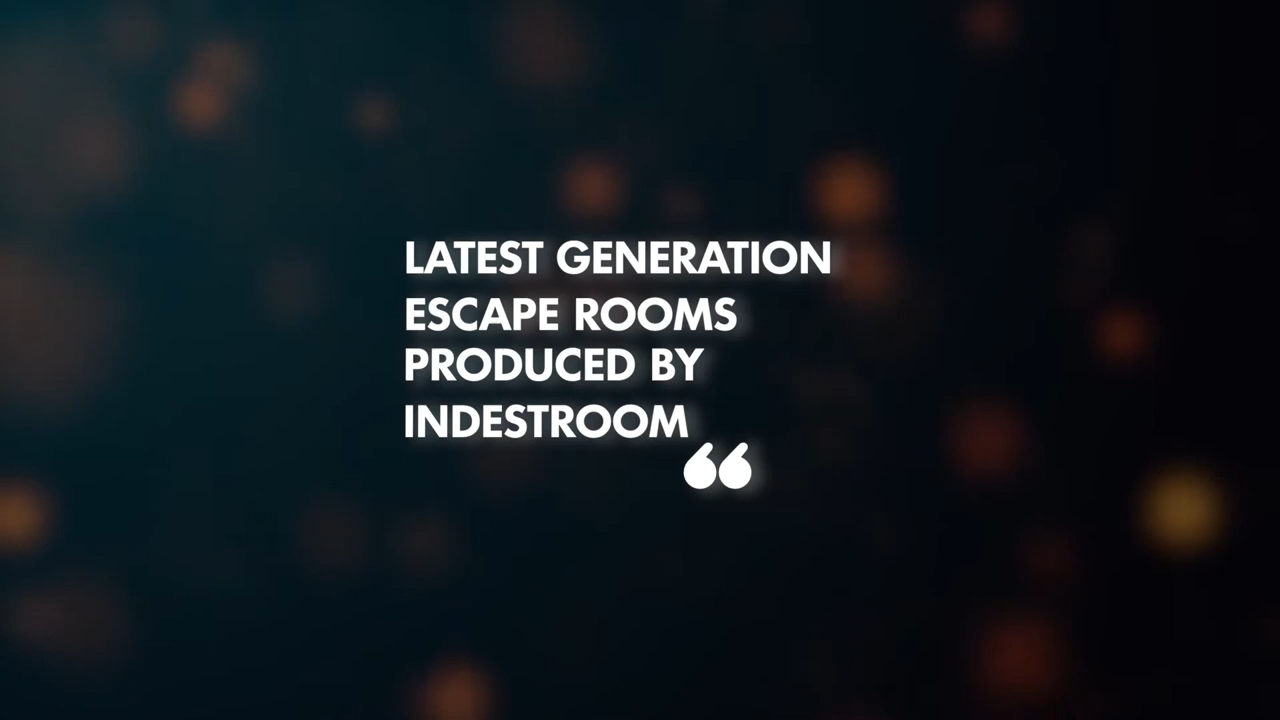 LATEST GENERATION
ESCAPE ROOMS
PRODUCED BY
INDESTROOM
“